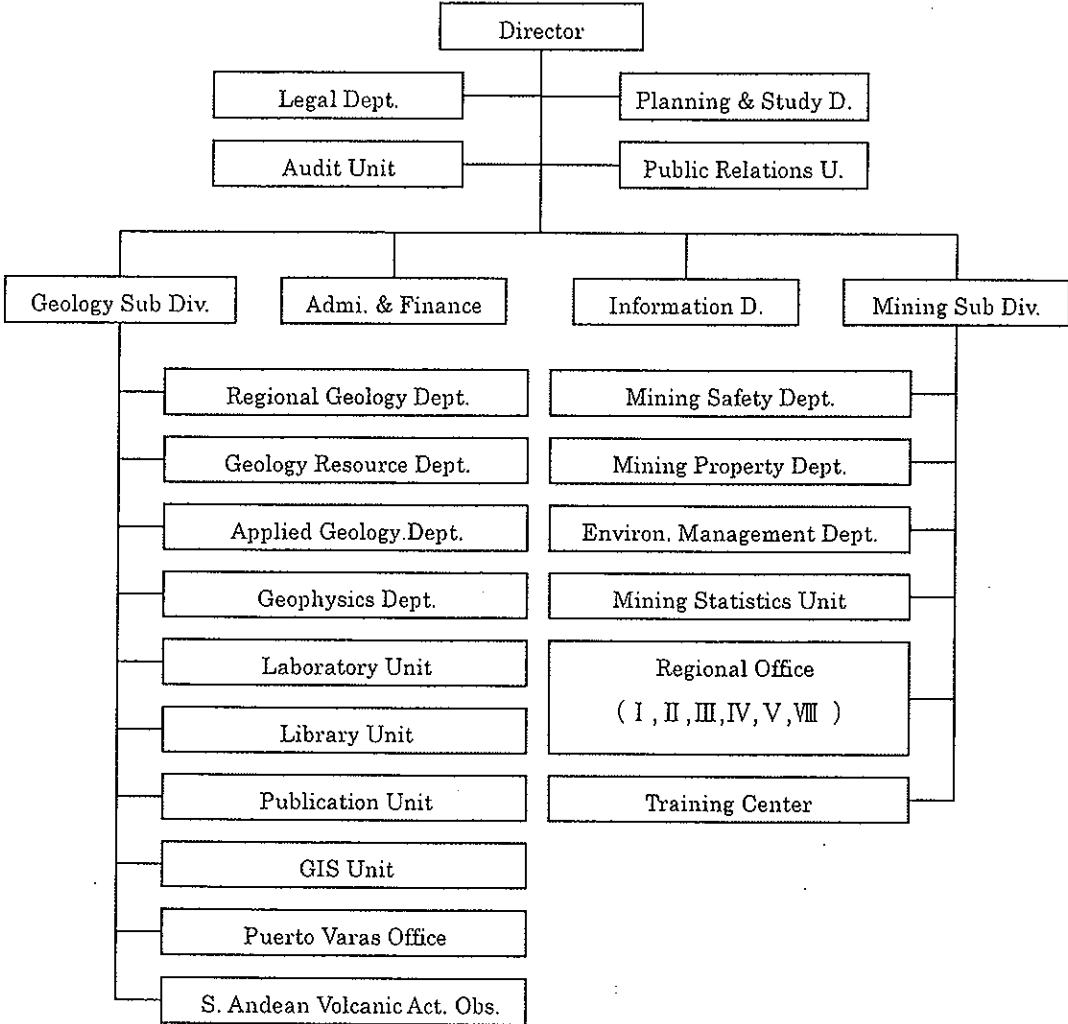 Director
Legal Dept.
Planning & Study D.
Audit Unit
Public Relations U.
Geology Sub Div.
Admi. & Finance
Information D.
Mining Sub Div.
Regional Geology Dept.
Mining Safety Dept.
Geology Resource Dept.
Mining Property Dept.
Applied Geology.Dept.
Environ. Management Dept.
Geophysics Dept.
Mining Statistics Unit
Laboratory Unit
Regional Office
( Ⅰ , Ⅱ ,Ⅲ,Ⅳ,Ⅴ,Ⅷ )
Library Unit
Publication Unit
Training Center
GIS Unit
Puerto Varas Office
S. Andean Volcanic Act. Obs.